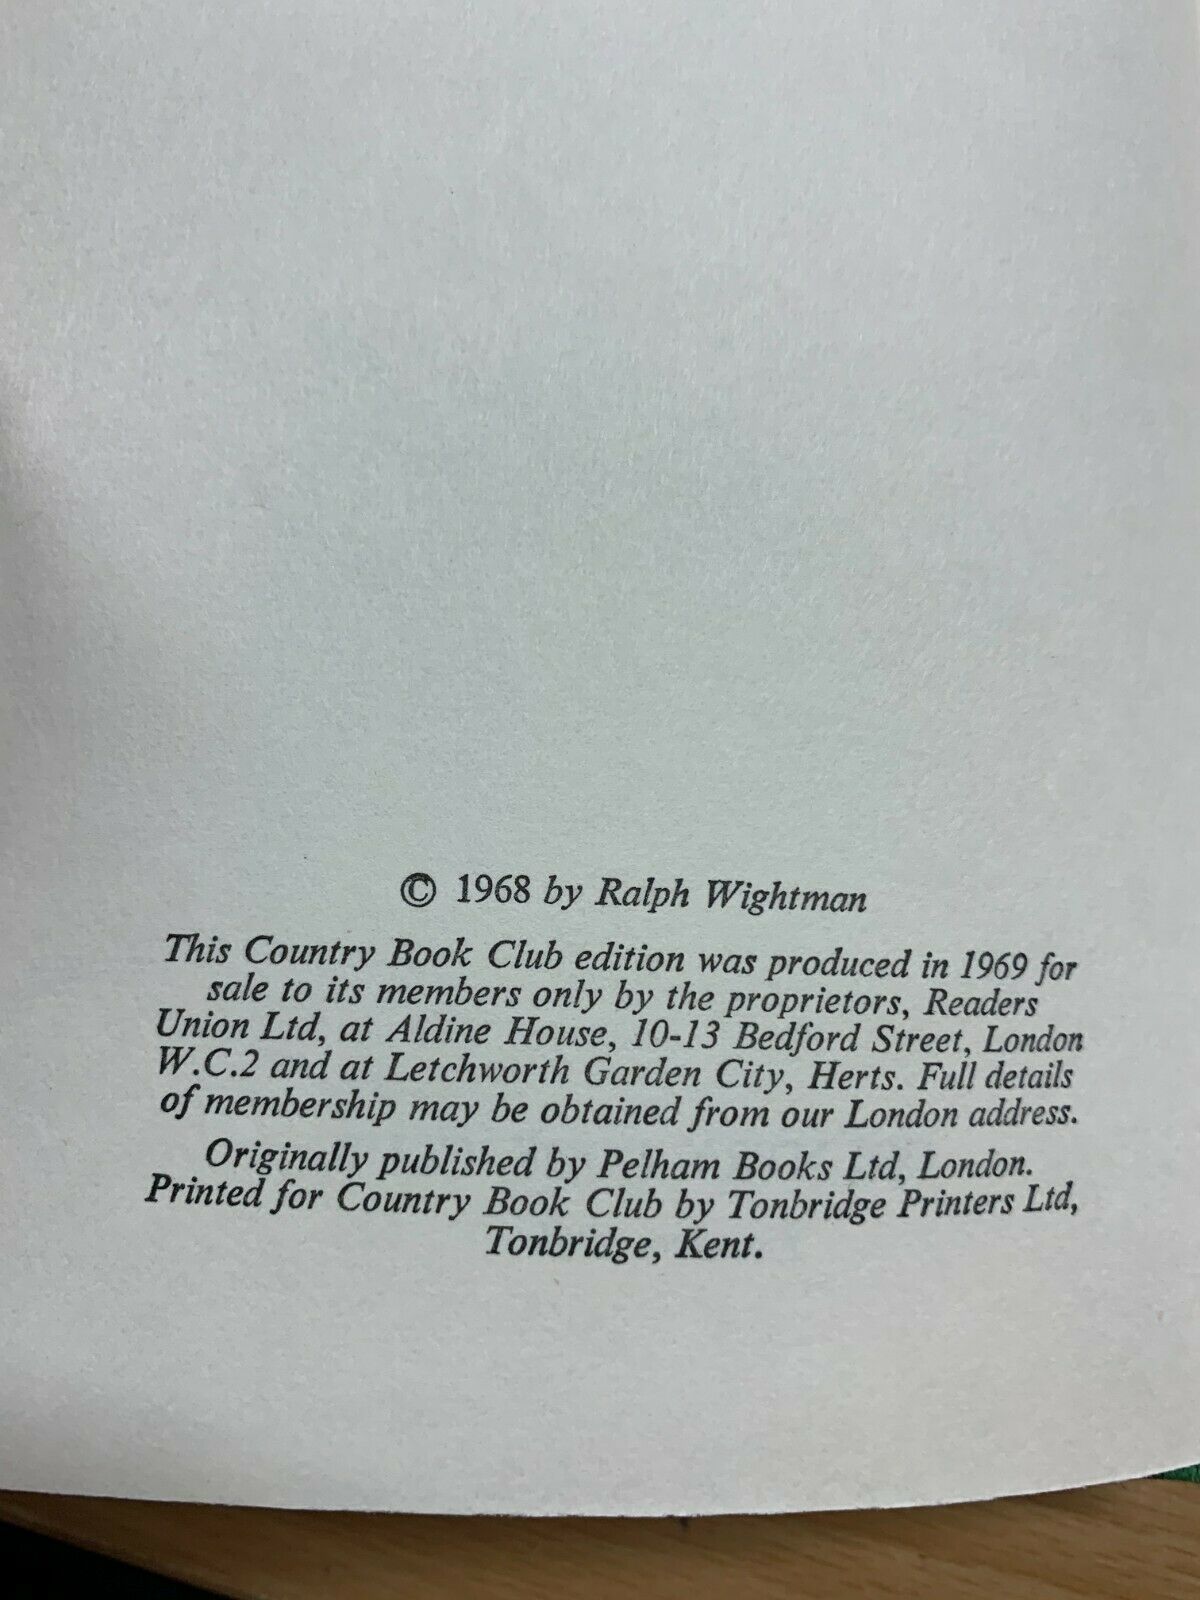 © 1968 by Ralph Wightman
This Country Book Club edition was produced in 1969 for
sale to its members only by the proprietors, Readers
Union Ltd, at Aldine House, 10-13 Bedford Street, London
W.C.2 and at Letchworth Garden City, Herts. Full details
of membership may be obtained from our London address.
Originally published by Pelham Books Ltd, London.
Printed for Country Book Club by Tonbridge Printers Ltd,
Tonbridge, Kent.